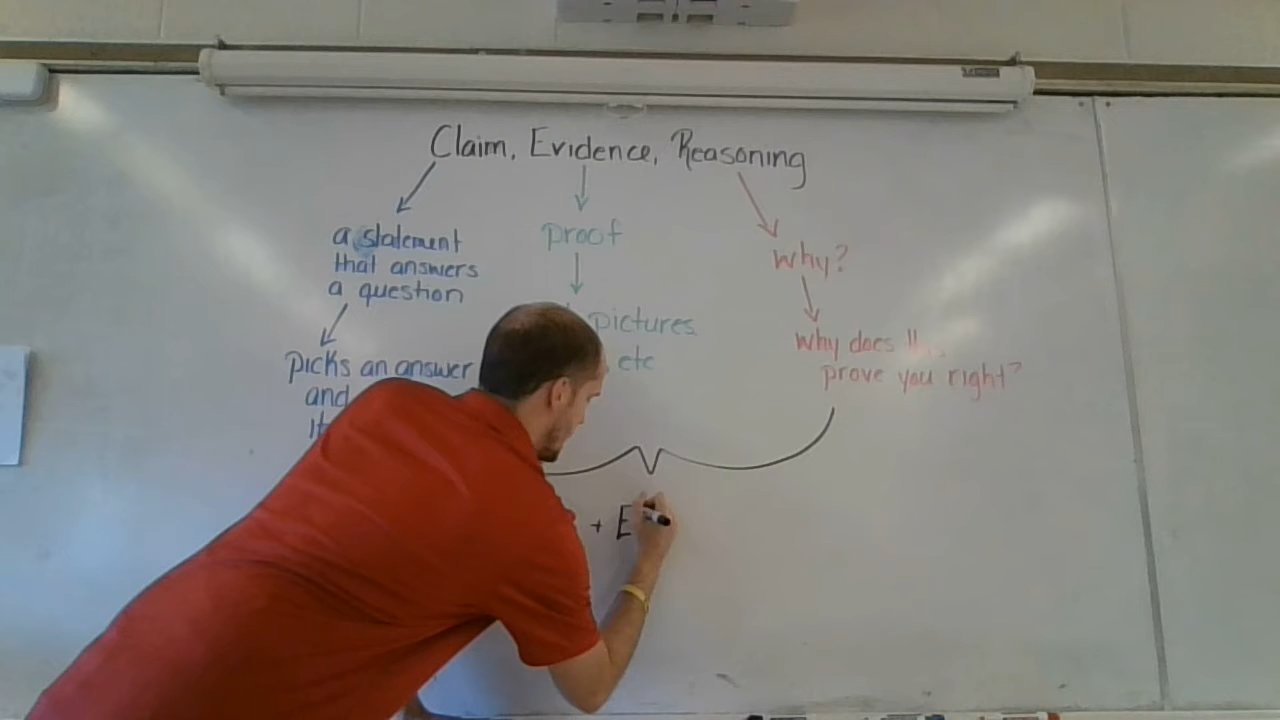 Claim, Evidence, Reasoning
a statement
that answers
a question
proof
why?
pictures
etc
why does this
prove you right?
picks an answer
and
It
+ E